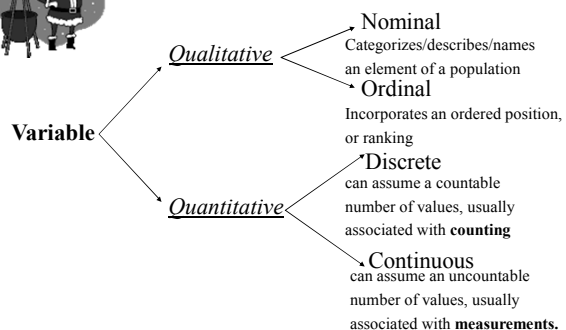 Nominal
Qualitative
Categorizes/describes/names
an element of a population
Ordinal
Incorporates an ordered position,
or ranking
Variable
Discrete
can assume a countable
Quantitative
number of values, usually
associated with counting
Continuous
can assume an uncountable
number of values, usually
associated with measurements.